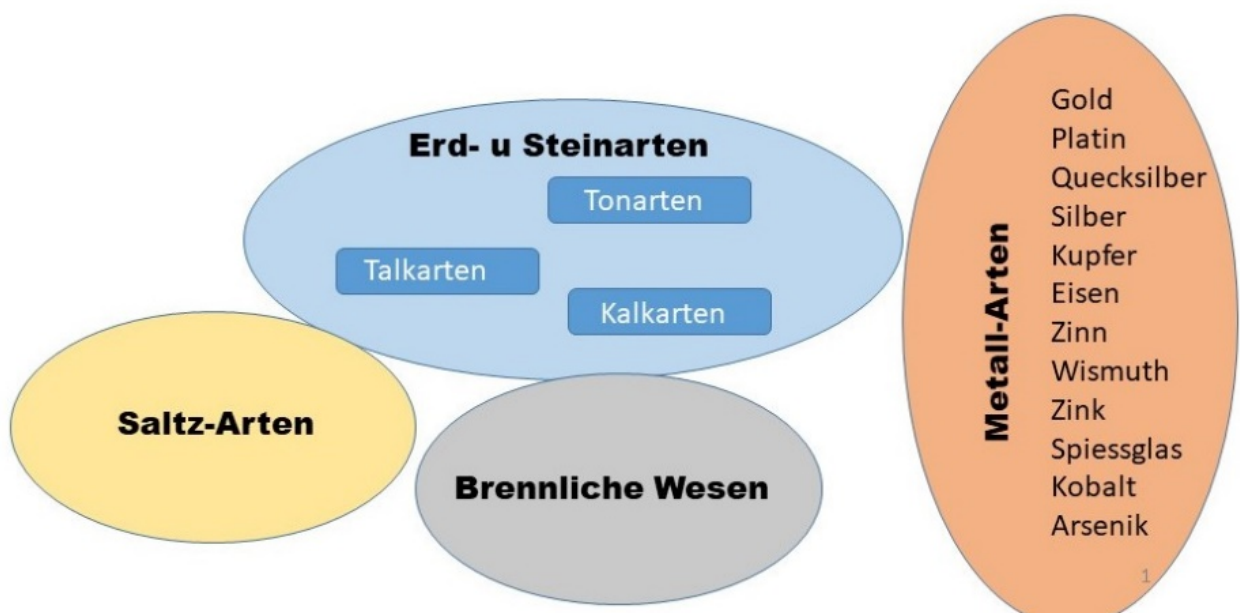 Erd- u Steinarten
Tonarten
Talkarten
Kalkarten
Saltz-Arten
Brennliche Wesen
Metall-Arten
Gold
Platin
Quecksilber
Silber
Kupfer
Eisen
Zinn
Wismuth
Zink
Spiessglas
Kobalt
Arsenik
1